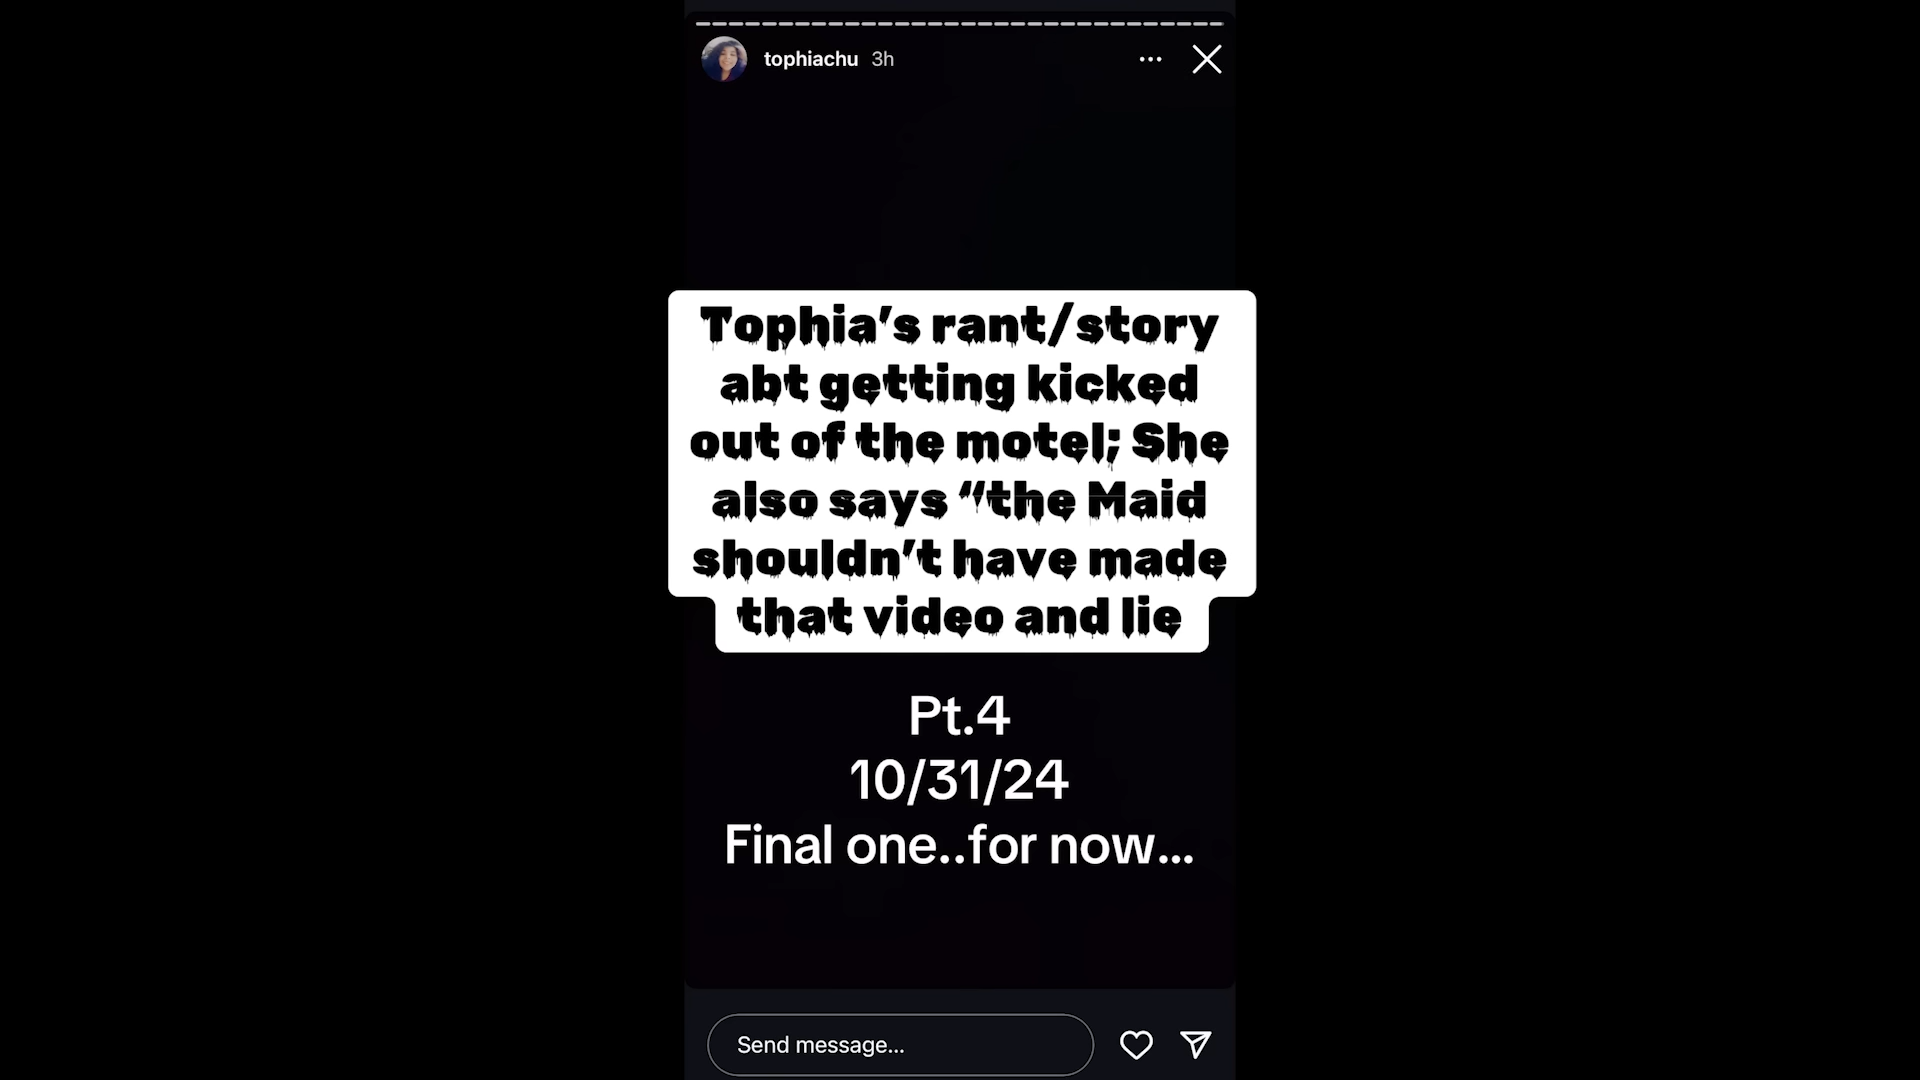 tophiachu 3h
Tophia's rant/story
abt getting kicked
out of the motel; She
also says "the Maid
shouldn't have made
that video and lie
Pt.4
10/31/24
Final one..for now...
Send message...